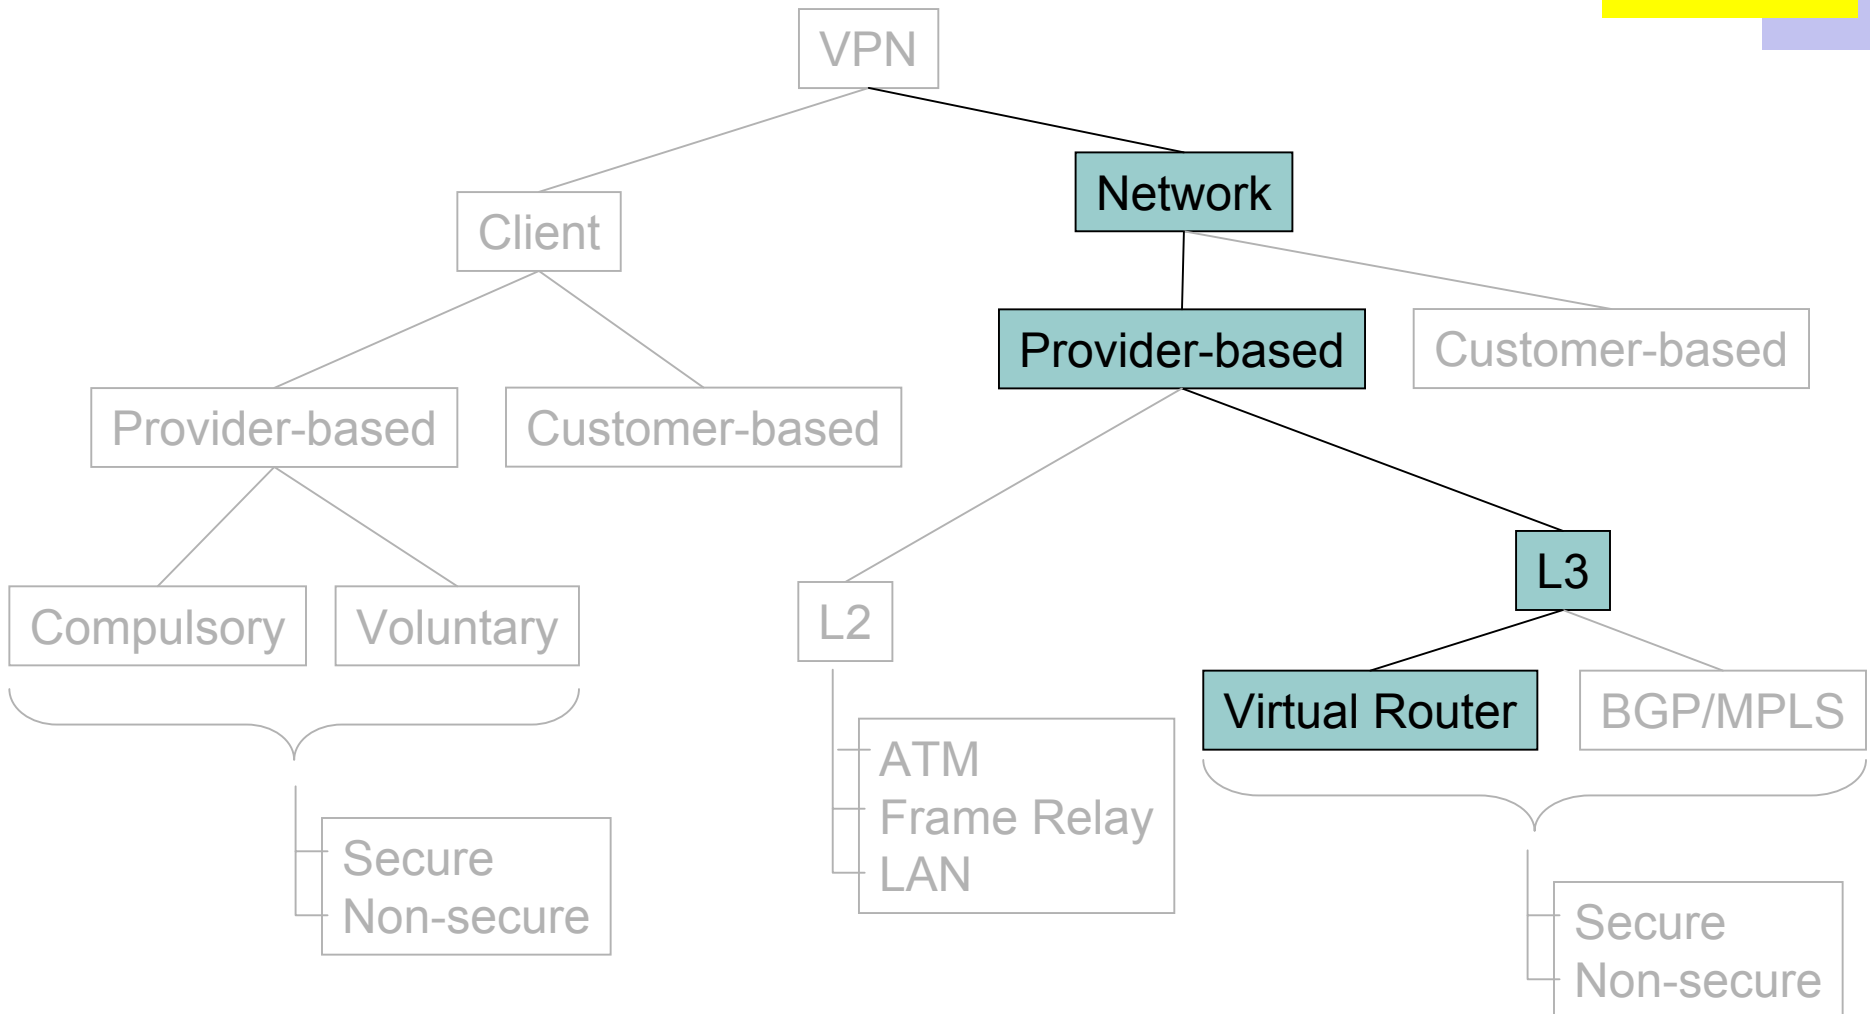 VPN
Network
Client
Provider-based
Customer-based
Provider-based
Customer-based
L3
Compulsory
Voluntary
L2
Virtual Router
BGP/MPLS
ATM
Frame Relay
LAN
Secure
Non-secure
Secure
Non-secure